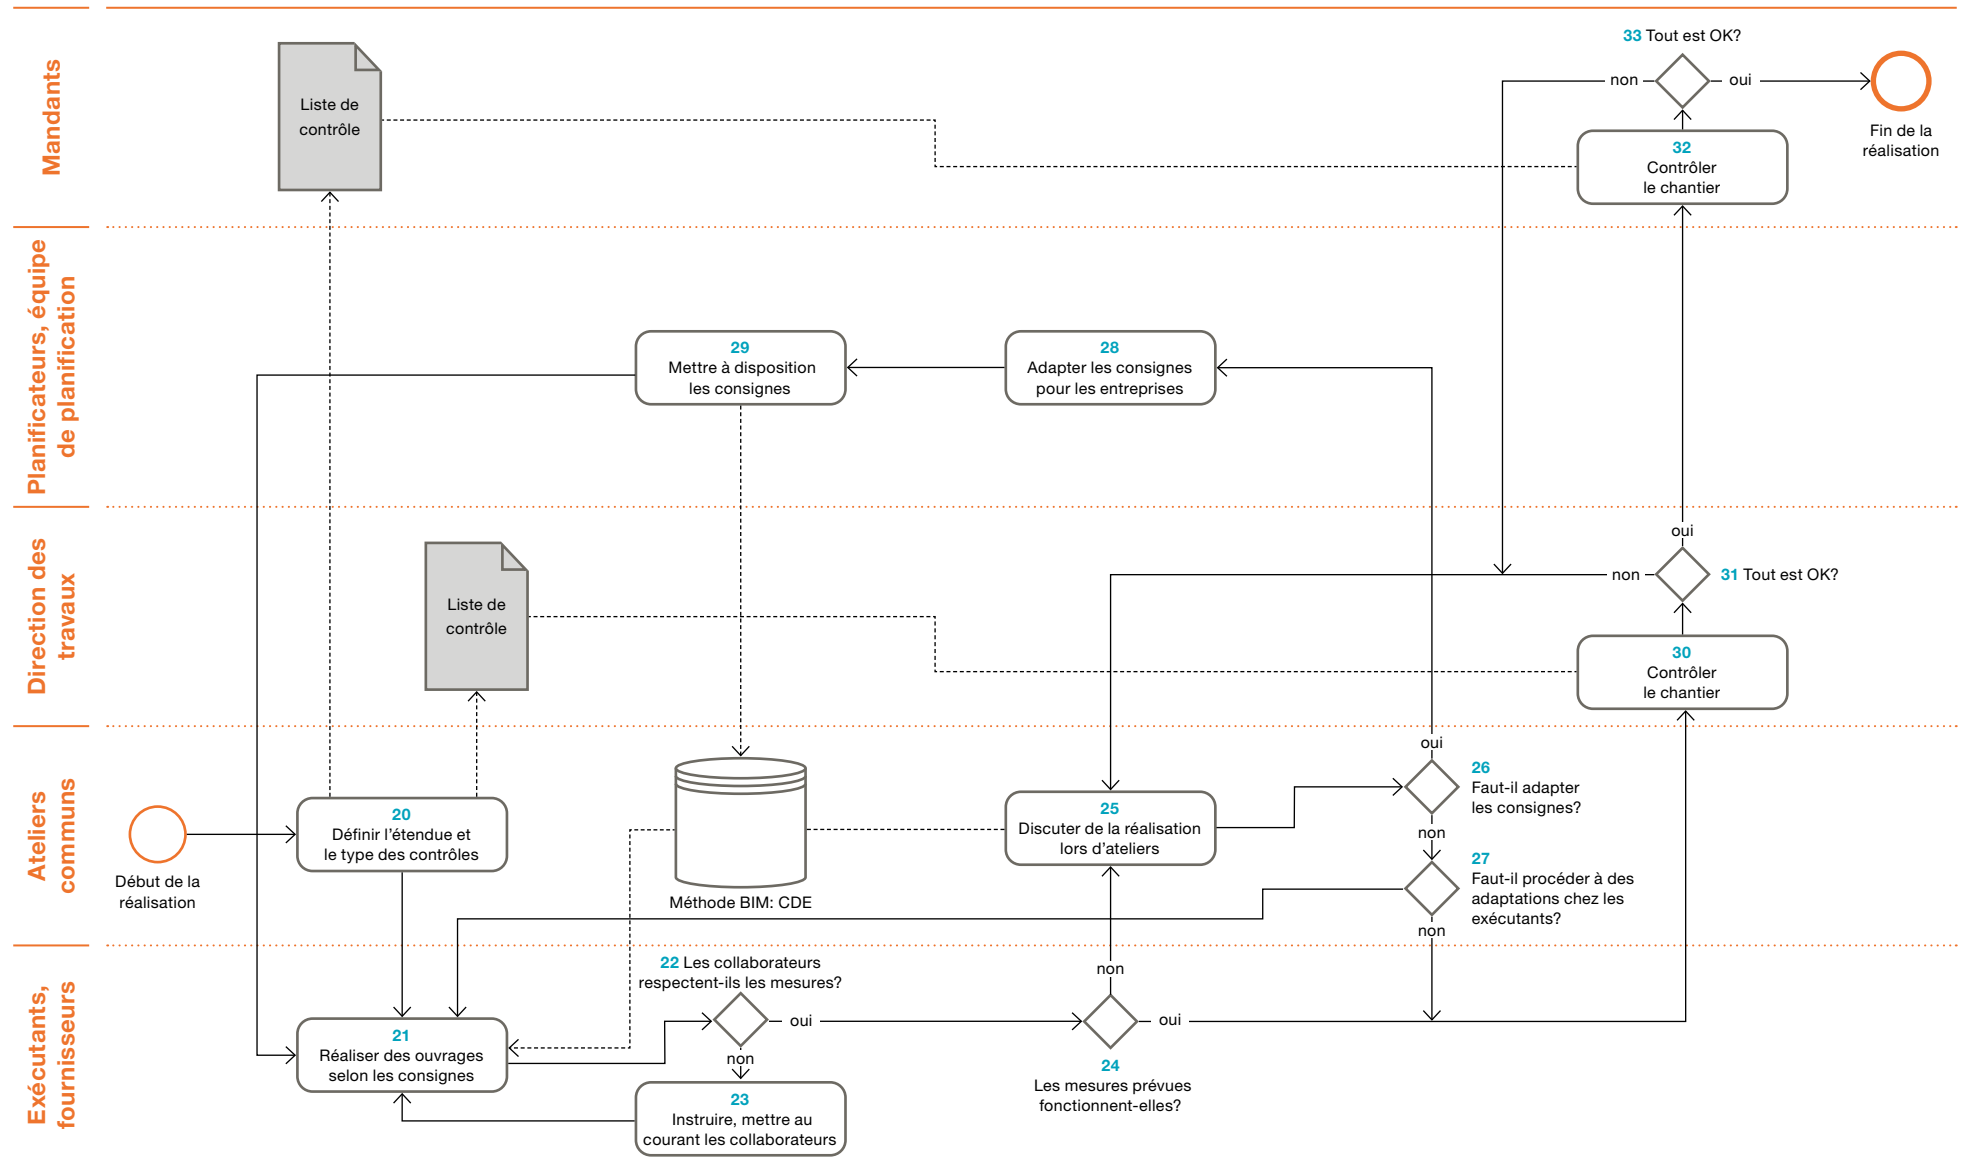 Mandants
Liste de
contrôle
33 Tout est OK?
non
oui
Fin de la
réalisation
32
Contrôler
le chantier
Planificateurs, équipe
de planification
29
Mettre à disposition
les consignes
28
Adapter les consignes
pour les entreprises
Direction des
travaux
Liste de
contrôle
oui
non
31 Tout est OK?
30
Contrôler
le chantier
Ateliers
communs
Début de la
réalisation
20
Définir l'étendue et
le type des contrôles
Méthode BIM: CDE
25
Discuter de la réalisation
lors d'ateliers
oui
26
Faut-il adapter
les consignes?
non
27
Faut-il procéder à des
adaptations chez les
exécutants?
non
Exécutants,
fournisseurs
21
Réaliser des ouvrages
selon les consignes
22 Les collaborateurs
respectent-ils les mesures?
oui
non
23
Instruire, mettre au
courant les collaborateurs
non
oui
24
Les mesures prévues
fonctionnent-elles?